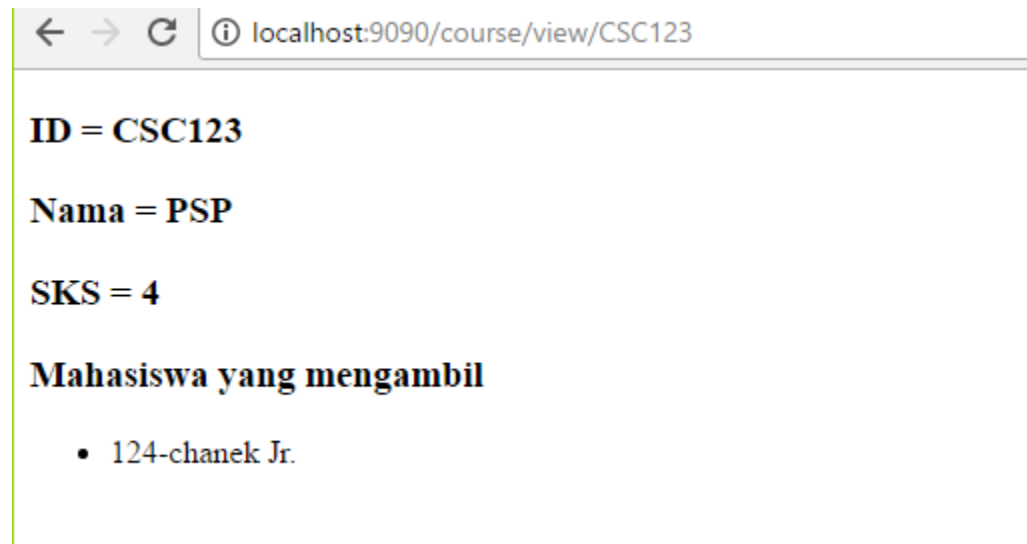 localhost:9090/course/view/CSC123
ID = CSC123
Nama = PSP
SKS = 4
Mahasiswa yang mengambil
• 124-chanek Jr.